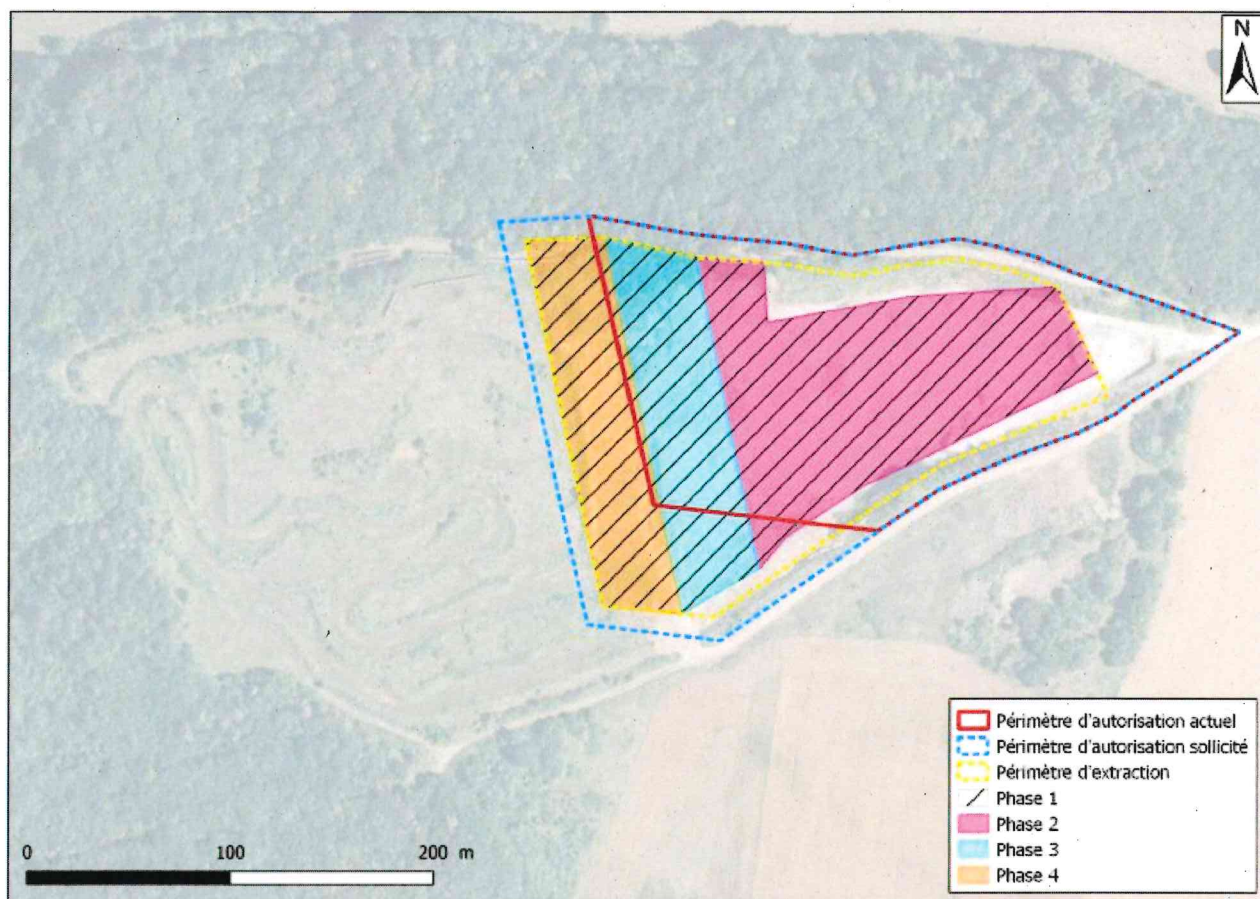 N
Périmètre d'autorisation actuel
Périmètre d'autorisation sollicité
Périmètre d'extraction
Phase 1
Phase 2
Phase 3
Phase 4
0 100 200 m